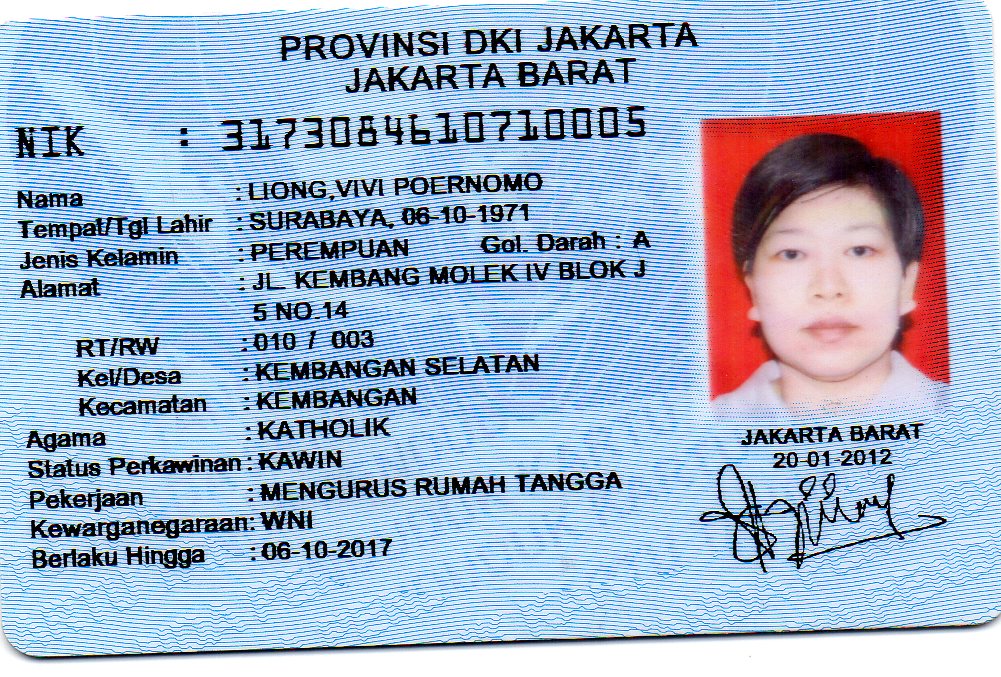 PROVINSI DKI JAKARTA
JAKARTA BARAT
NIK : 3173084610710005
Nama : LIONG,VIVI POERNOMO
Tempat/Tgl Lahir : SURABAYA, 06-10-1971
Jenis Kelamin : PEREMPUAN Gol. Darah : A
Alamat : JL. KEMBANG MOLEK IV BLOK J
5 NO.14
RT/RW : 010 / 003
Kel/Desa : KEMBANGAN SELATAN
Kecamatan : KEMBANGAN
Agama : KATHOLIK
Status Perkawinan : KAWIN
Pekerjaan : MENGURUS RUMAH TANGGA
Kewarganegaraan: WNI
Berlaku Hingga : 06-10-2017
JAKARTA BARAT
20-01-2012